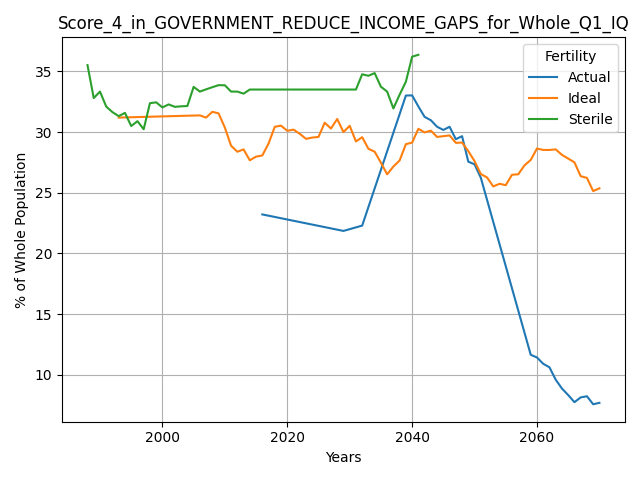 Score_4_in_GOVERNMENT_REDUCE_INCOME_GAPS_for_Whole_Q1_IQ
Fertility
Actual
Ideal
Sterile
% of Whole Population
35
30
25
20
15
10
2000
2020
2040
2060
Years